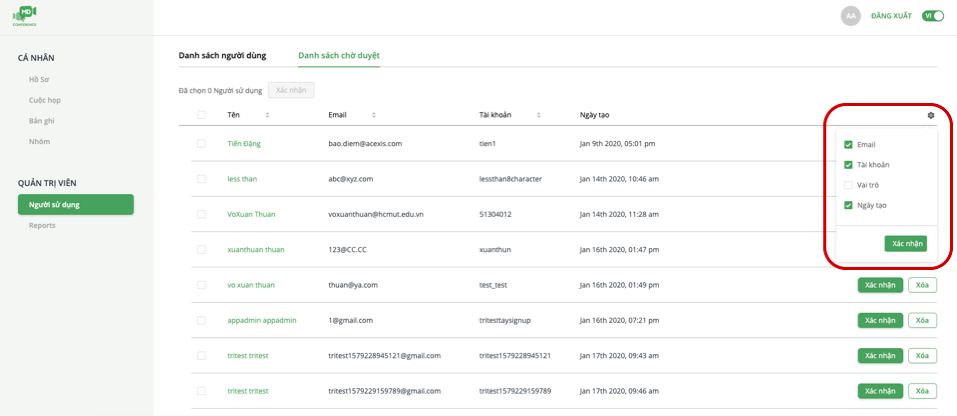 HD
CONFERENCE
AA ĐĂNG XUẤT VI
CÁ NHÂN
Hồ Sơ
Cuộc họp
Bản ghi
Nhóm
QUẢN TRỊ VIÊN
Người sử dụng
Reports
Danh sách người dùng Danh sách chờ duyệt
Đã chọn 0 Người sử dụng Xác nhận
Tên Email Tài khoản Ngày tạo
Tiến Đặng bao.diem@acexis.com tien1 Jan 9th 2020, 05:01 pm
less than abc@xyz.com lessthan8character Jan 14th 2020, 10:46 am
VoXuan Thuan voxuanthuan@hcmut.edu.vn 51304012 Jan 14th 2020, 11:28 am
xuanthuan thuan 123@CC.CC xuanthun Jan 16th 2020, 01:47 pm
Email
Tài khoản
Vai trò
Ngày tạo
Xác nhận
vo xuan thuan thuan@ya.com test_test Jan 16th 2020, 01:49 pm Xác nhận Xóa
appadmin appadmin 1@gmail.com tritesttaysignup Jan 16th 2020, 07:21 pm Xác nhận Xóa
tritest tritest tritest1579228945121@gmail.com tritest1579228945121 Jan 17th 2020, 09:43 am Xác nhận Xóa
tritest tritest tritest1579229159789@gmail.com tritest1579229159789 Jan 17th 2020, 09:46 am Xác nhận Xóa